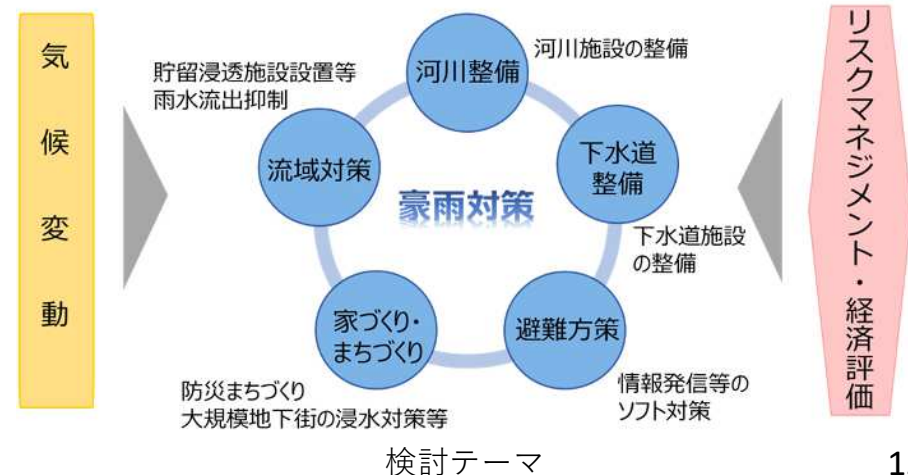 気候変動
貯留浸透施設設置等
雨水流出抑制
河川整備
河川施設の整備
流域対策
下水道
整備
豪雨対策
下水道施設
の整備
家づくり・
まちづくり
避難方策
防災まちづくり
大規模地下街の浸水対策等
情報発信等の
ソフト対策
リスクマネジメント・経済評価
検討テーマ
1